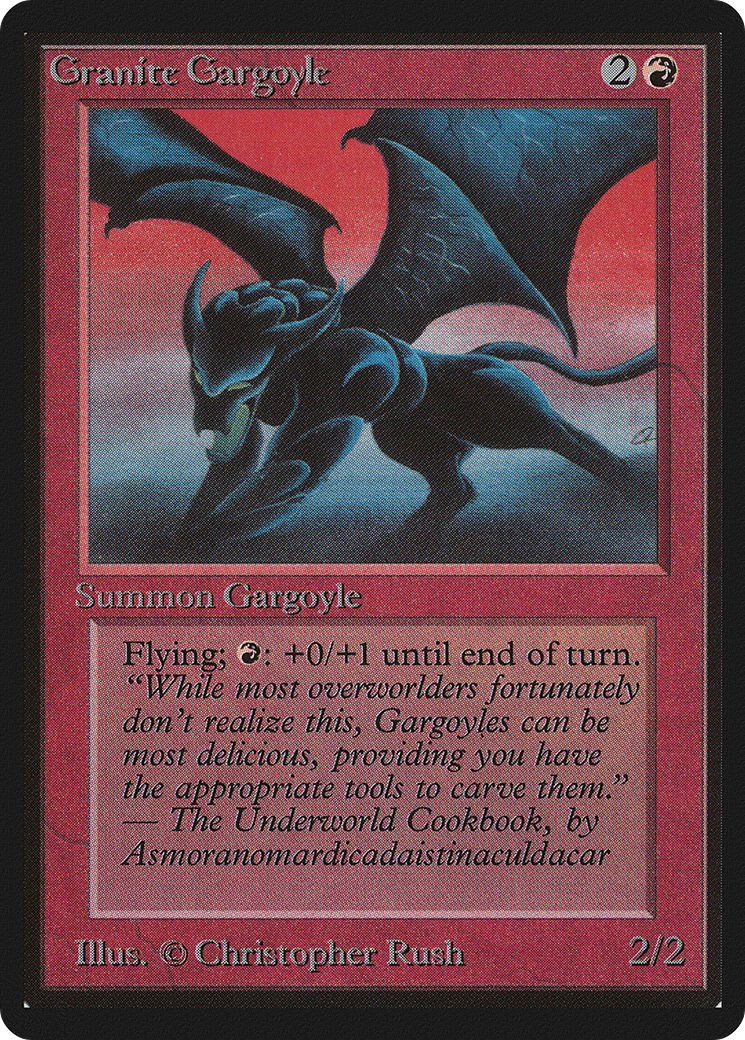 Granite Gargoyle 2
Summon Gargoyle
Flying; : +0/+1 until end of turn.
“While most overworlders fortunately
don’t realize this, Gargoyles can be
most delicious, providing you have
the appropriate tools to carve them.”
— The Underworld Cookbook, by
Asmoranomardicadaistinaculdacar
Illus. © Christopher Rush 2/2